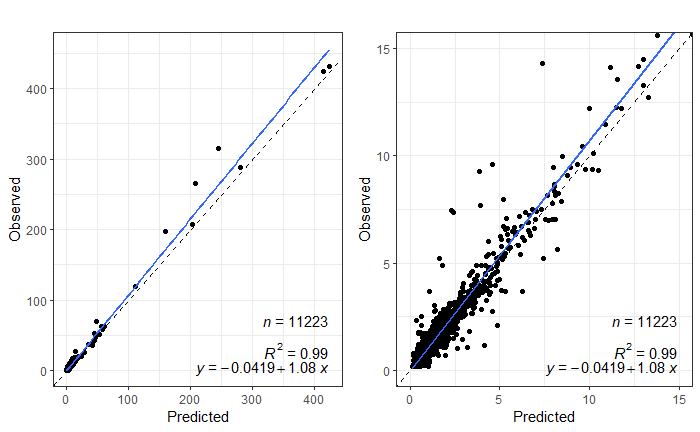 400
300
200
100
0
Observed
n = 11223
R² = 0.99
y = −0.0419 + 1.08 x
0 100 200 300 400
Predicted
15
10
5
0
Observed
n = 11223
R² = 0.99
y = −0.0419 + 1.08 x
0 5 10 15
Predicted